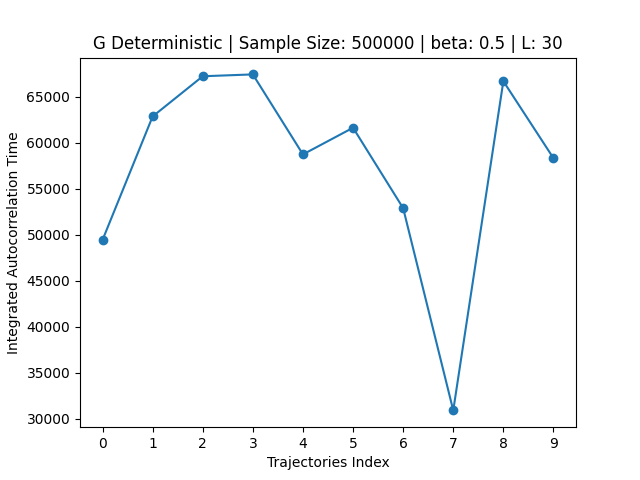 G Deterministic | Sample Size: 500000 | beta: 0.5 | L: 30
Integrated Autocorrelation Time
65000
60000
55000
50000
45000
40000
35000
30000
0 1 2 3 4 5 6 7 8 9
Trajectories Index